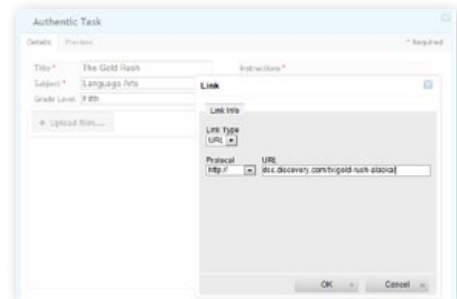 Authentic Task
Details Preview * Required
Title * The Gold Rush Instructions *
Subject * Language Arts
Grade Level Fifth
+ Upload files...
Link
Link Info
Link Type
URL
Protocol URL
http:// dsc.discovery.com/tv/gold-rush-alaska/
OK Cancel